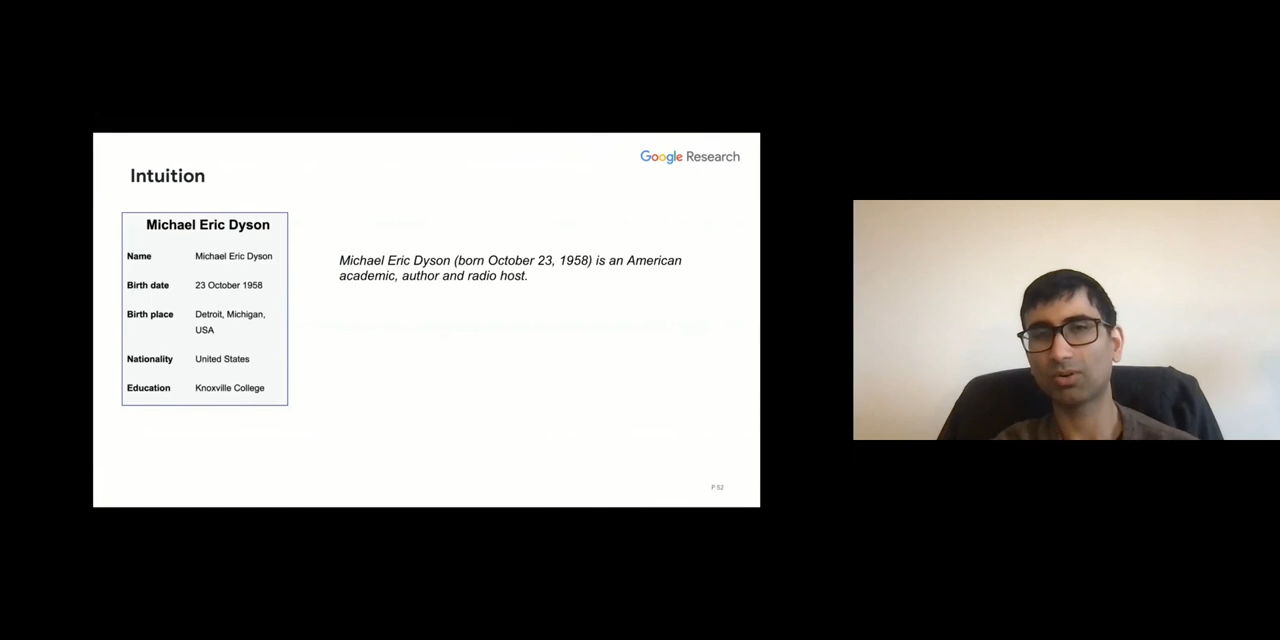 Google Research
Intuition
Michael Eric Dyson
Name Michael Eric Dyson
Birth date 23 October 1958
Birth place Detroit, Michigan,
USA
Nationality United States
Education Knoxville College
Michael Eric Dyson (born October 23, 1958) is an American
academic, author and radio host.
P 52